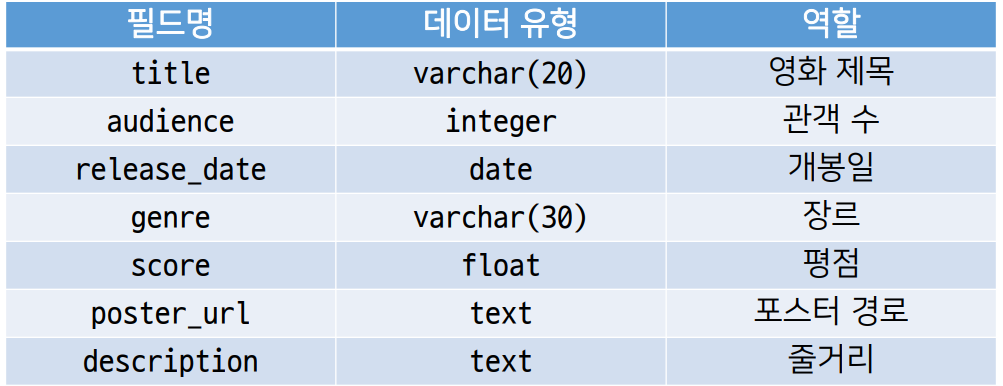 필드명 데이터 유형 역할
title varchar(20) 영화 제목
audience integer 관객 수
release_date date 개봉일
genre varchar(30) 장르
score float 평점
poster_url text 포스터 경로
description text 줄거리